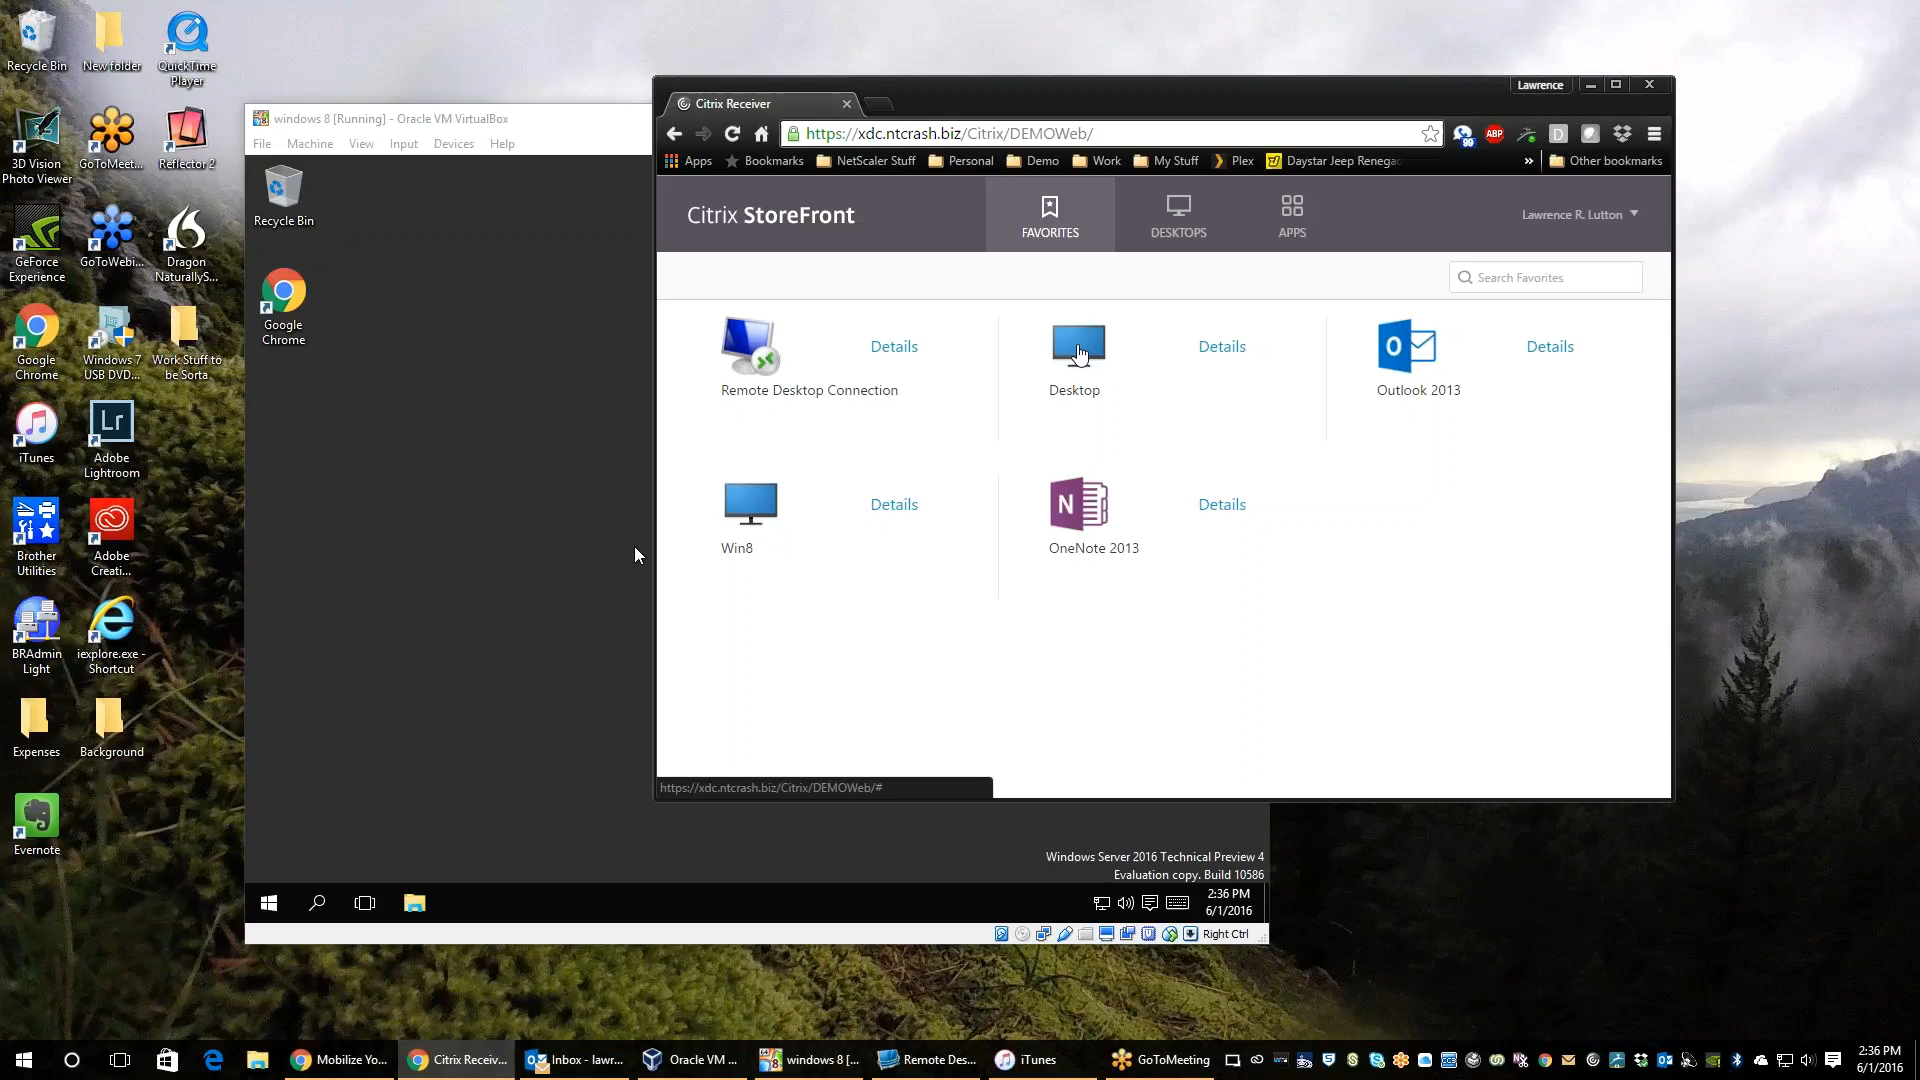 Recycle Bin
New folder
QuickTime
Player
3D Vision
Photo Viewer
GoToMeet...
Reflector 2
GeForce
Experience
GoToWebi...
Dragon
NaturallyS...
Google
Chrome
Windows 7
USB DVD...
Work Stuff to
be Sorta
iTunes
Lr
Adobe
Lightroom
Brother
Utilities
Adobe
Creati...
BRAdmin
Light
iexplore.exe -
Shortcut
Expenses
Background
Evernote
windows 8 [Running] - Oracle VM VirtualBox
File Machine View Input Devices Help
Recycle Bin
Google
Chrome
Windows Server 2016 Technical Preview 4
Evaluation copy. Build 10586
2:36 PM
6/1/2016
Right Ctrl
Lawrence
Citrix Receiver
https://xdc.ntcrash.biz/Citrix/DEMOWeb/
99
ABP
D
Apps Bookmarks NetScaler Stuff Personal Demo Work My Stuff Plex Daystar Jeep Renegad » Other bookmarks
Citrix StoreFront
FAVORITES
DESKTOPS
APPS
Lawrence R. Lutton
Search Favorites
Details
Remote Desktop Connection
Details
Desktop
Details
Outlook 2013
Details
Win8
Details
OneNote 2013
https://xdc.ntcrash.biz/Citrix/DEMOWeb/#
Mobilize Yo...
Citrix Receiv...
Inbox - lawr...
Oracle VM ...
windows 8 [...
Remote Des...
iTunes
GoToMeeting
2:36 PM
6/1/2016